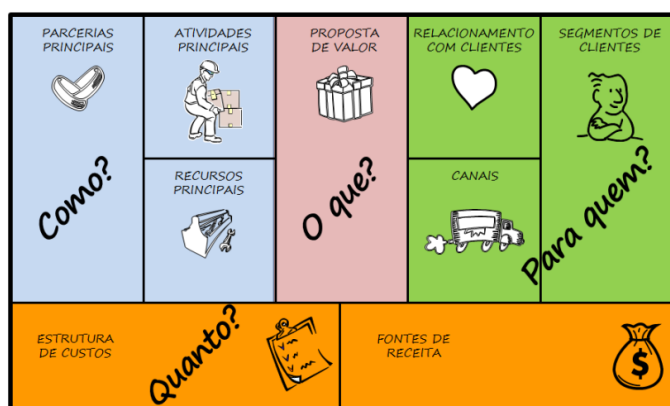 PARCERIAS
PRINCIPAIS
Como?
ATIVIDADES
PRINCIPAIS
RECURSOS
PRINCIPAIS
PROPOSTA
DE VALOR
O que?
RELACIONAMENTO
COM CLIENTES
CANAIS
SEGMENTOS DE
CLIENTES
Para quem?
ESTRUTURA
DE CUSTOS
Quanto?
FONTES DE
RECEITA
$